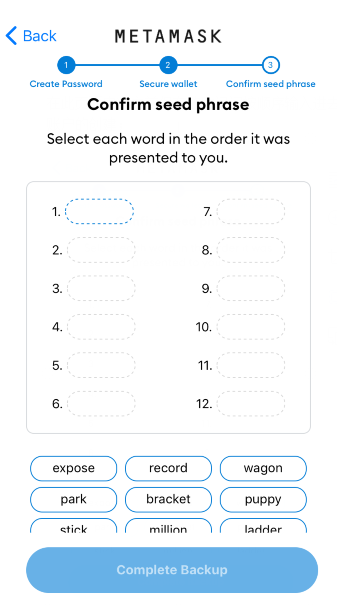 Back
METAMASK
1 2 3
Create Password Secure wallet Confirm seed phrase
Confirm seed phrase
Select each word in the order it was
presented to you.
1. 7.
2. 8.
3. 9.
4. 10.
5. 11.
6. 12.
expose record wagon
park bracket puppy
stick million ladder
Complete Backup